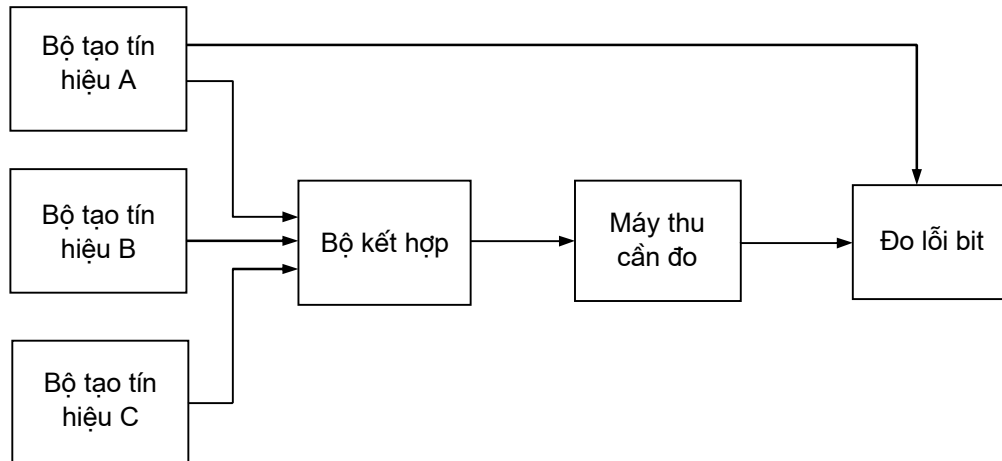 Bộ tạo tín
hiệu A
Bộ tạo tín
hiệu B
Bộ kết hợp
Máy thu
cần đo
Đo lỗi bit
Bộ tạo tín
hiệu C